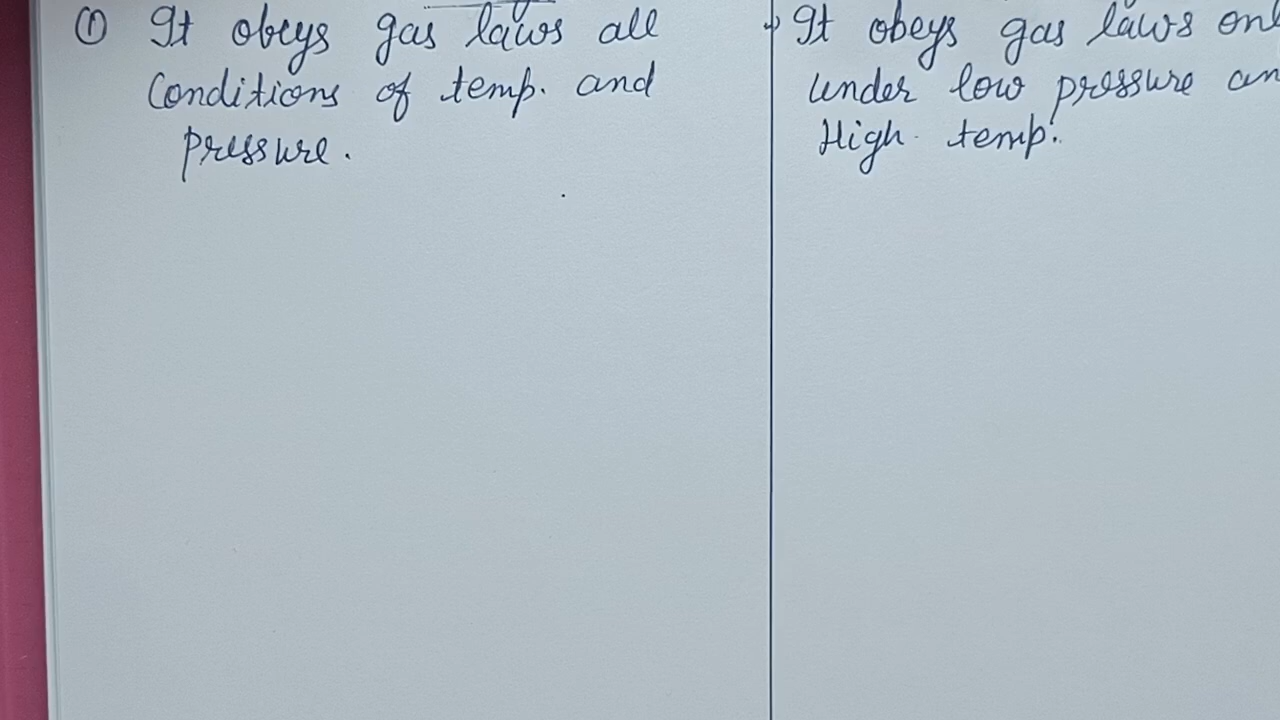 ① It obeys gas laws all
Conditions of temp. and
pressure.
→ It obeys gas laws
under low pressure
High temp.